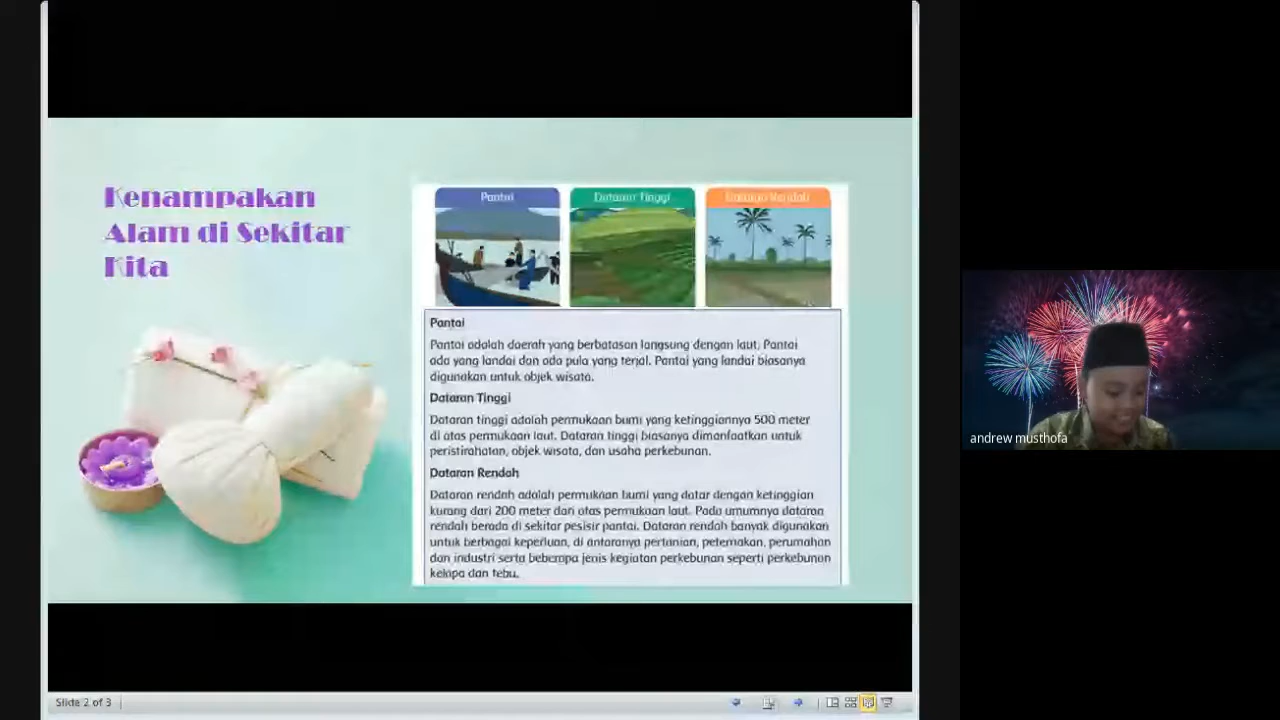 Kenampakan
Alam di Sekitar
Kita
Pantai
Dataran Tinggi
Dataran Rendah
Pantai
Pantai adalah daerah yang berbatasan langsung dengan laut. Pantai
ada yang landai dan ada pula yang terjal. Pantai yang landai biasanya
digunakan untuk objek wisata.
Dataran Tinggi
Dataran tinggi adalah permukaan bumi yang ketinggiannya 500 meter
di atas permukaan laut. Dataran tinggi biasanya dimanfaatkan untuk
peristirahatan, objek wisata, dan usaha perkebunan.
Dataran Rendah
Dataran rendah adalah permukaan bumi yang datar dengan ketinggian
kurang dari 200 meter dari atas permukaan laut. Pada umumnya dataran
rendah berada di sekitar pesisir pantai. Dataran rendah banyak digunakan
untuk berbagai keperluan, di antaranya pertanian, peternakan, perumahan
dan industri serta beberapa jenis kegiatan perkebunan seperti perkebunan
kelapa dan tebu.
andrew musthofa
Slide 2 of 3